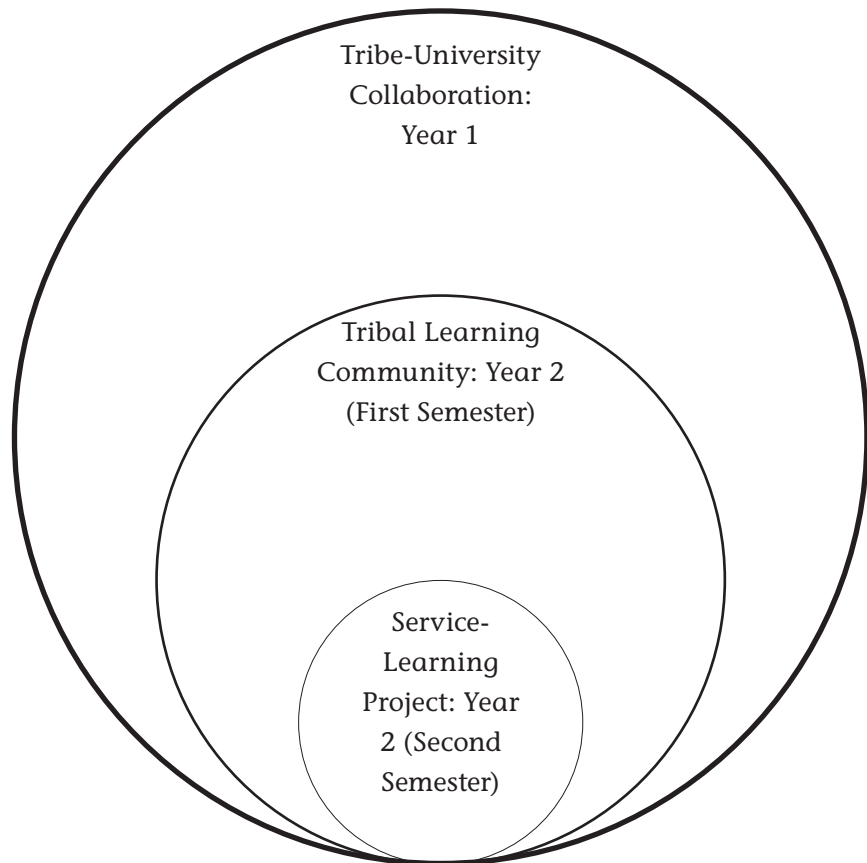 Tribe-University
Collaboration:
Year 1
Tribal Learning
Community: Year 2
(First Semester)
Service-
Learning
Project: Year
2 (Second
Semester)